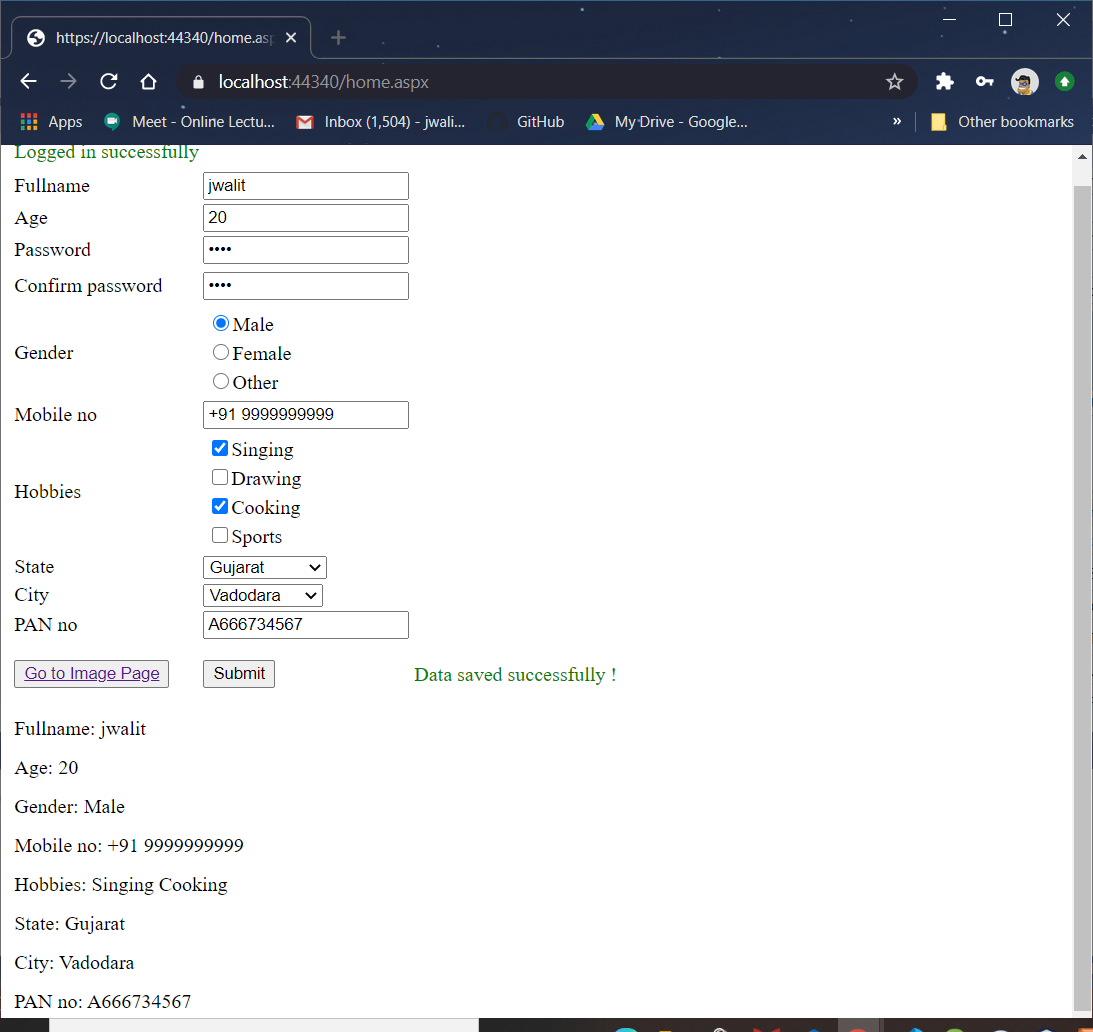 https://localhost:44340/home.asp
localhost:44340/home.aspx
Apps Meet - Online Lectu... Inbox (1,504) - jwali... GitHub My Drive - Google... » Other bookmarks
Logged in successfully
Fullname jwalit
Age 20
Password ••••
Confirm password ••••
Male
Gender Female
Other
Mobile no +91 9999999999
Singing
Drawing
Hobbies
Cooking
Sports
State Gujarat
City Vadodara
PAN no A666734567
Go to Image Page Submit Data saved successfully !
Fullname: jwalit
Age: 20
Gender: Male
Mobile no: +91 9999999999
Hobbies: Singing Cooking
State: Gujarat
City: Vadodara
PAN no: A666734567